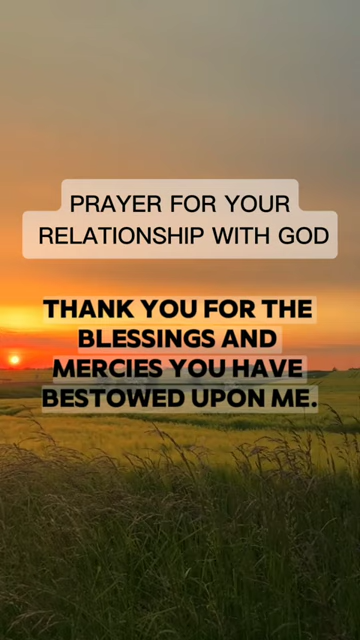 PRAYER FOR YOUR
RELATIONSHIP WITH GOD
THANK YOU FOR THE
BLESSINGS AND
MERCIES YOU HAVE
BESTOWED UPON ME.